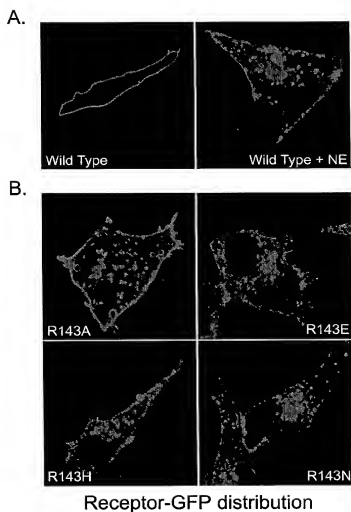 A.
Wild Type
Wild Type + NE
B.
R143A
R143E
R143H
R143N
Receptor-GFP distribution